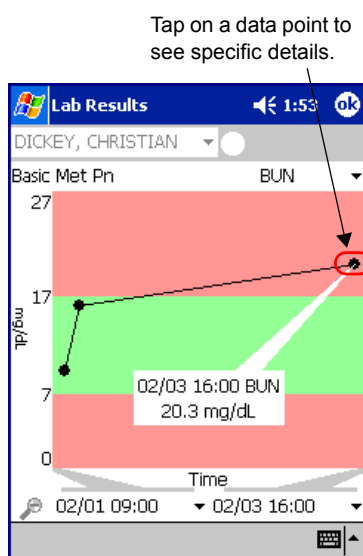 Tap on a data point to
see specific details.
Lab Results 1:53 ok
DICKEY, CHRISTIAN
Basic Met Pn BUN
27
17
mg/dL
7
0
02/03 16:00 BUN
20.3 mg/dL
Time
02/01 09:00 02/03 16:00